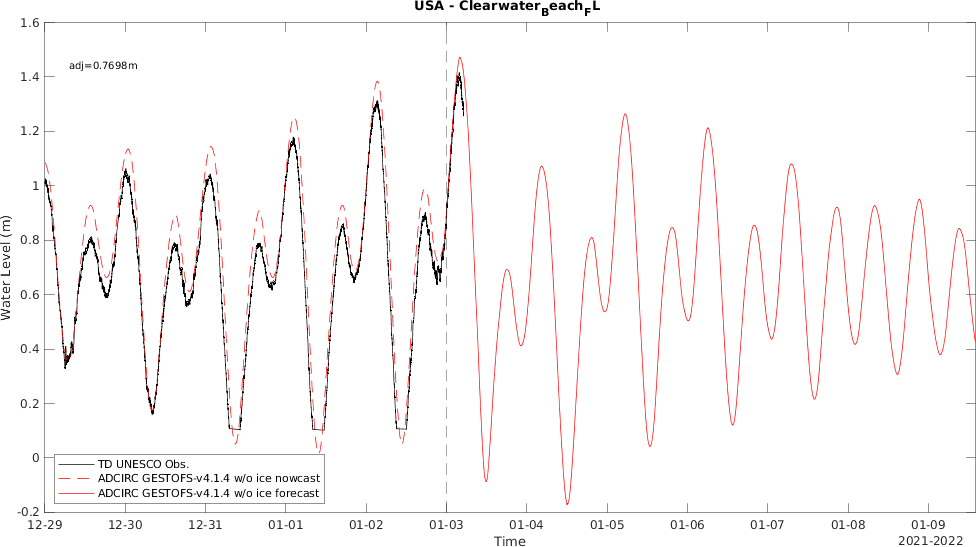 USA - Clearwater_Beach_FL
1.6
1.4
1.2
1
0.8
0.6
0.4
0.2
0
-0.2
Water Level (m)
adj=0.7698m
TD UNESCO Obs.
ADCIRC GESTOFS-v4.1.4 w/o ice nowcast
ADCIRC GESTOFS-v4.1.4 w/o ice forecast
12-29 12-30 12-31 01-01 01-02 01-03 01-04 01-05 01-06 01-07 01-08 01-09
Time
2021-2022